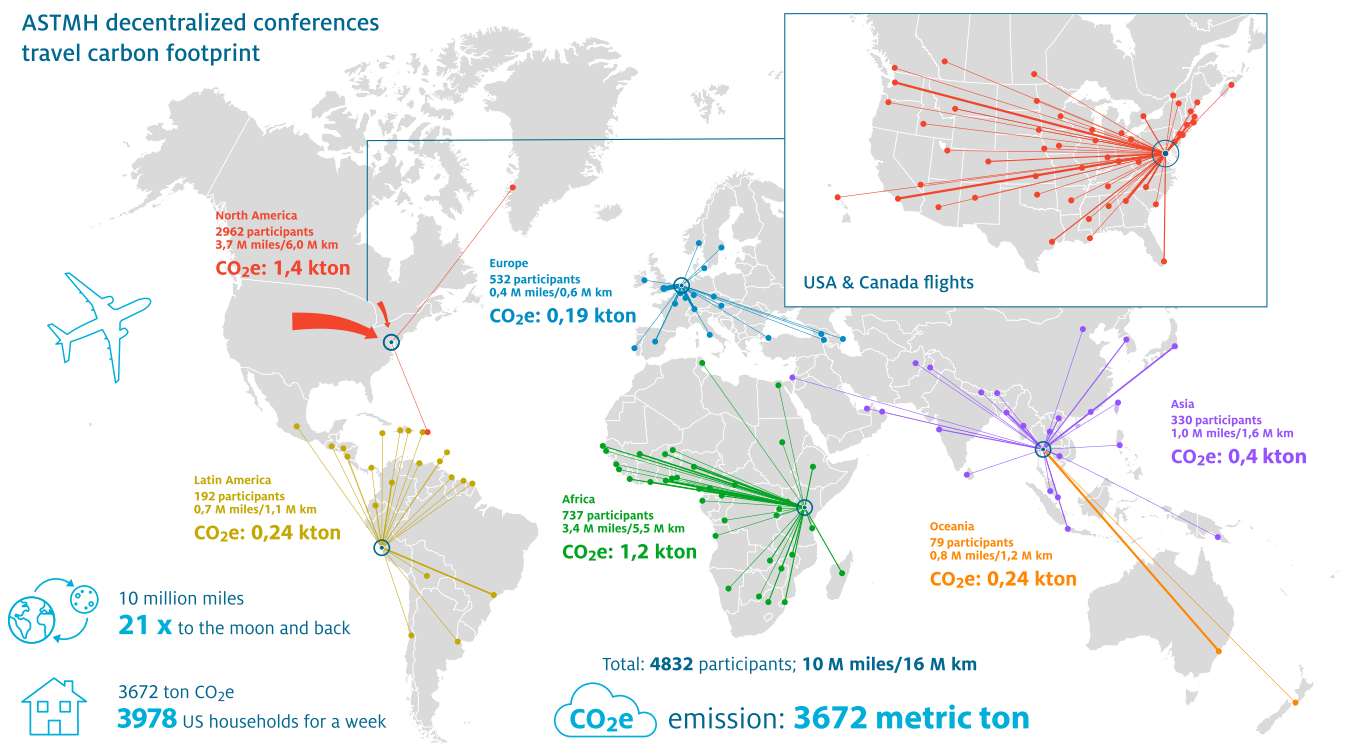 ASTMH decentralized conferences
travel carbon footprint
USA & Canada flights
North America
2962 participants
3,7 M miles/6,0 M km
CO₂e: 1,4 kton
Europe
532 participants
0,4 M miles/0,6 M km
CO₂e: 0,19 kton
Asia
330 participants
1,0 M miles/1,6 M km
CO₂e: 0,4 kton
Latin America
192 participants
0,7 M miles/1,1 M km
CO₂e: 0,24 kton
Africa
737 participants
3,4 M miles/5,5 M km
CO₂e: 1,2 kton
Oceania
79 participants
0,8 M miles/1,2 M km
CO₂e: 0,24 kton
10 million miles
21 x to the moon and back
3672 ton CO₂e
3978 US households for a week
Total: 4832 participants; 10 M miles/16 M km
CO₂e emission: 3672 metric ton